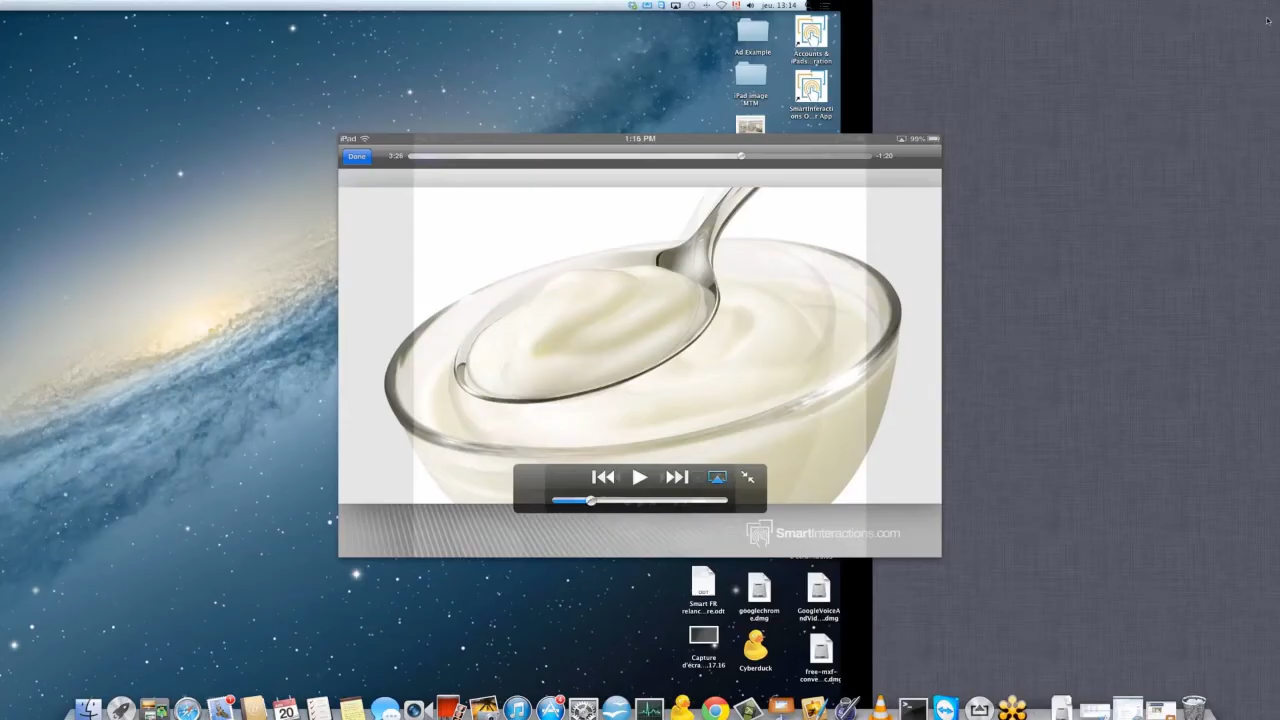 jeu. 13:14
Ad Example
Accounts &
iPads...ration
iPad image
MTM
SmartInteracti
ons O...r App
iPad
1:16 PM
99%
Done
3:26
-1:20
SmartInteractions.com
ODT
Smart FR
relanc...re.odt
googlechrom
e.dmg
GoogleVoiceA
ndVid....dmg
Capture
d'écra...17.16
Cyberduck
free-mxf-
conve...c.dmg
20